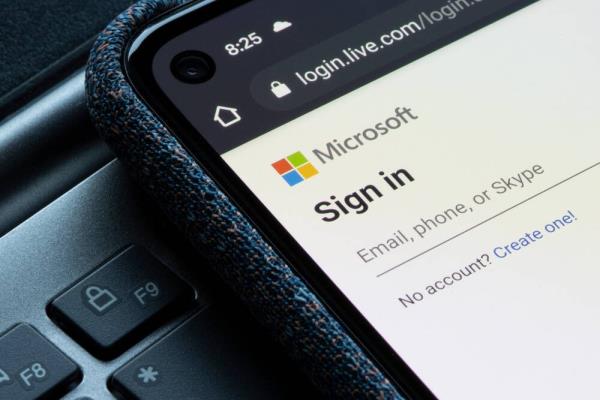 8:25
login.live.com/login.
Microsoft
Sign in
Email, phone, or Skype
No account? Create one!
F9
F8
*